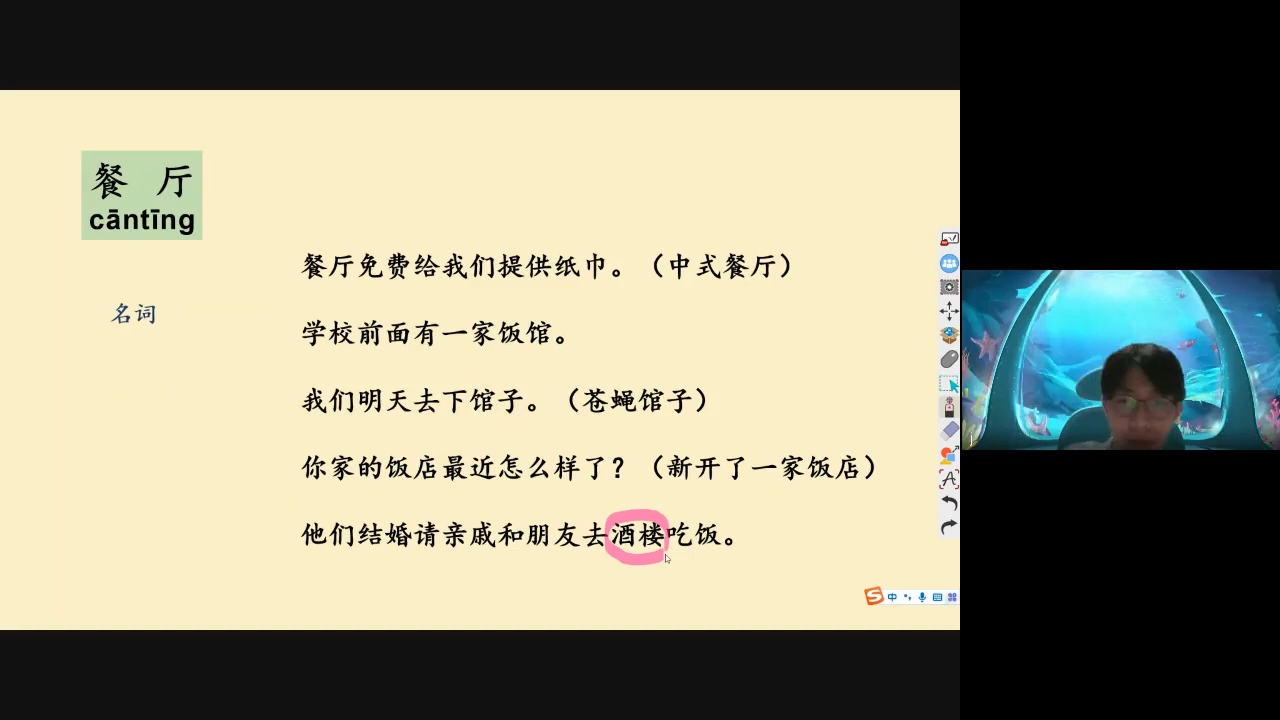 餐厅
cāntīng
名词
餐厅免费给我们提供纸巾。（中式餐厅）
学校前面有一家饭馆。
我们明天去下馆子。（苍蝇馆子）
你家的饭店最近怎么样了？（新开了一家饭店）
他们结婚请亲戚和朋友去酒楼吃饭。
中